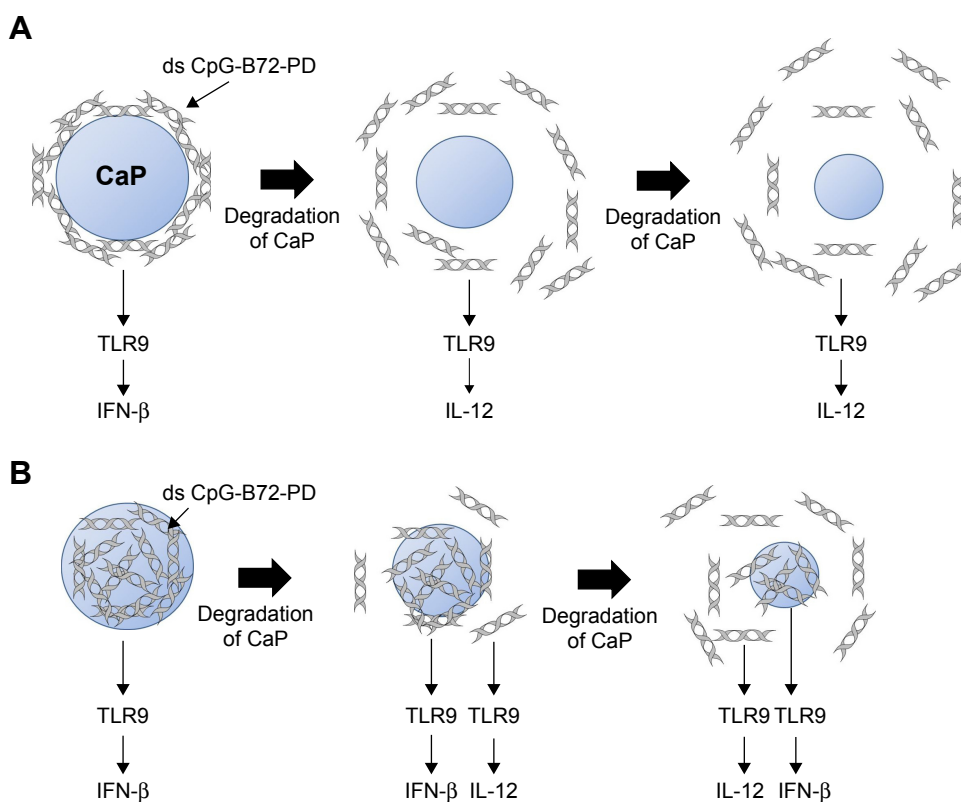 A
ds CpG-B72-PD
CaP
Degradation
of CaP
Degradation
of CaP
TLR9
TLR9
TLR9
IFN-β
IL-12
IL-12
B
ds CpG-B72-PD
Degradation
of CaP
Degradation
of CaP
TLR9
TLR9 TLR9
TLR9 TLR9
IFN-β
IFN-β IL-12
IL-12 IFN-β